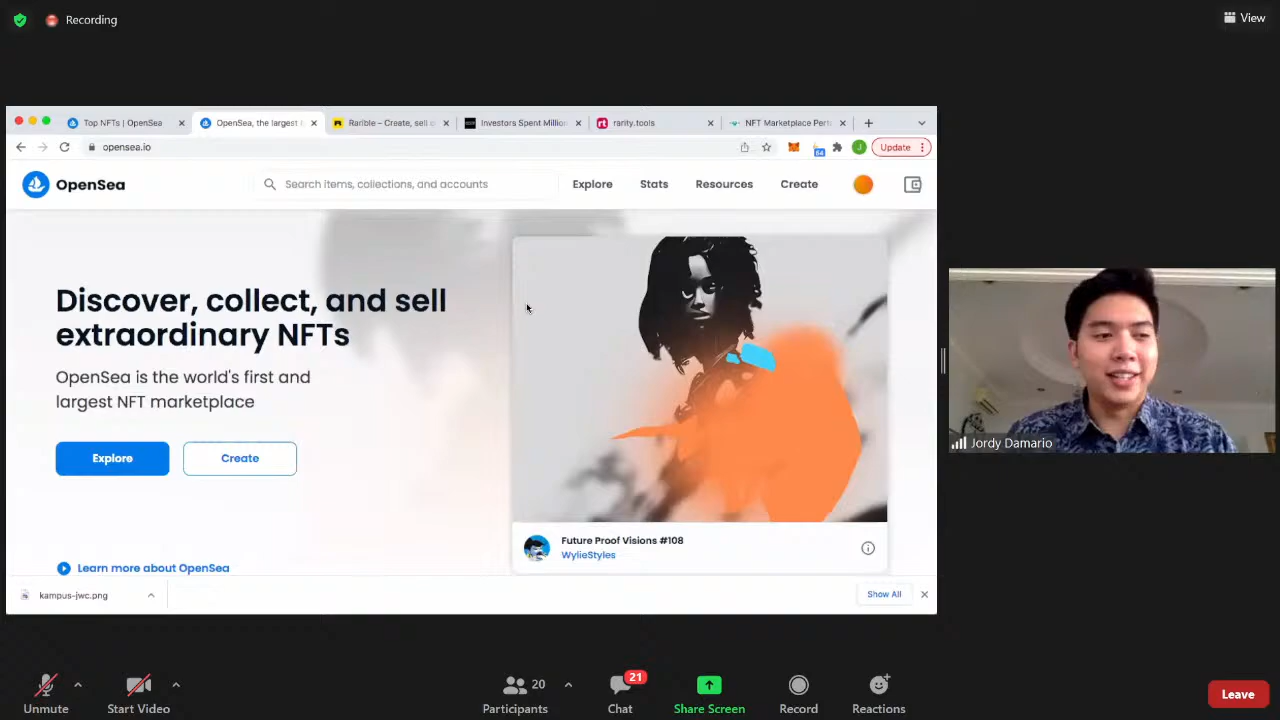 Recording
View
Top NFTs | OpenSea
OpenSea, the largest
Rarible – Create, sell
Investors Spent Million
rarity.tools
NFT Marketplace
opensea.io
Update
OpenSea
Search items, collections, and accounts
Explore
Stats
Resources
Create
Discover, collect, and sell
extraordinary NFTs
OpenSea is the world's first and
largest NFT marketplace
Explore
Create
Future Proof Visions #108
WylieStyles
Learn more about OpenSea
kampus-jwc.png
Show All
Jordy Damario
Unmute
Start Video
20
Participants
21
Chat
Share Screen
Record
Reactions
Leave